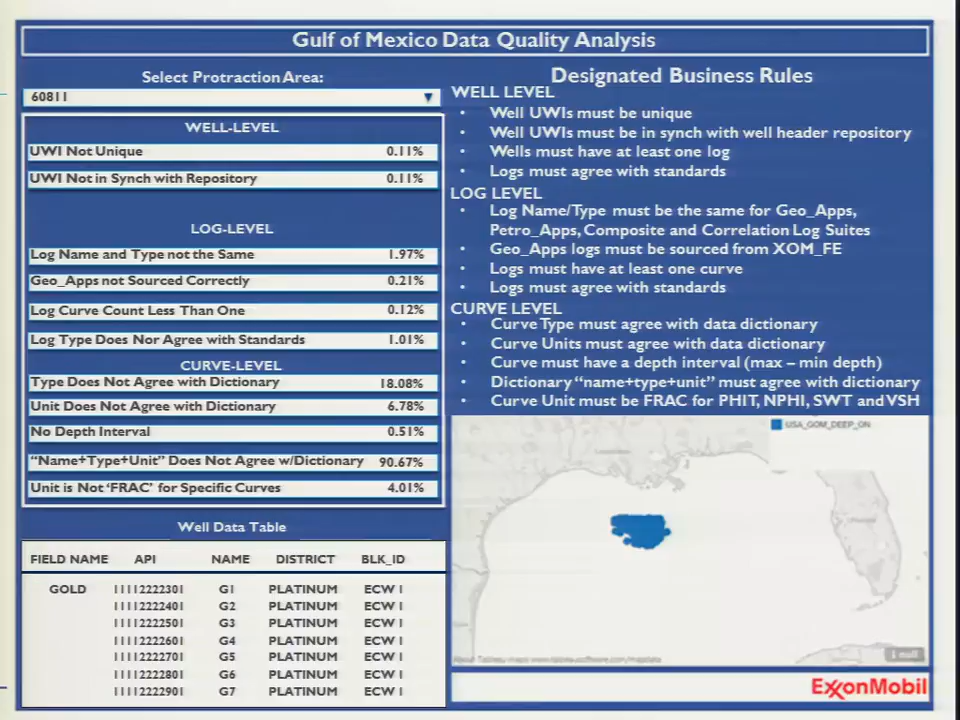 Gulf of Mexico Data Quality Analysis
Select Protraction Area:
60811
WELL-LEVEL
UWI Not Unique 0.11%
UWI Not in Synch with Repository 0.11%
LOG-LEVEL
Log Name and Type not the Same 1.97%
Geo_Apps not Sourced Correctly 0.21%
Log Curve Count Less Than One 0.12%
Log Type Does Nor Agree with Standards 1.01%
CURVE-LEVEL
Type Does Not Agree with Dictionary 18.08%
Unit Does Not Agree with Dictionary 6.78%
No Depth Interval 0.51%
“Name+Type+Unit” Does Not Agree w/Dictionary 90.67%
Unit is Not ‘FRAC’ for Specific Curves 4.01%
Well Data Table
FIELD NAME API NAME DISTRICT BLK_ID
GOLD 11112222301 G1 PLATINUM ECW 1
11112222401 G2 PLATINUM ECW 1
11112222501 G3 PLATINUM ECW 1
11112222601 G4 PLATINUM ECW 1
11112222701 G5 PLATINUM ECW 1
11112222801 G6 PLATINUM ECW 1
11112222901 G7 PLATINUM ECW 1
Designated Business Rules
WELL LEVEL
• Well UWIs must be unique
• Well UWIs must be in synch with well header repository
• Wells must have at least one log
• Logs must agree with standards
LOG LEVEL
• Log Name/Type must be the same for Geo_Apps,
Petro_Apps, Composite and Correlation Log Suites
• Geo_Apps logs must be sourced from XOM_FE
• Logs must have at least one curve
• Logs must agree with standards
CURVE LEVEL
• Curve Type must agree with data dictionary
• Curve Units must agree with data dictionary
• Curve must have a depth interval (max – min depth)
• Dictionary “name+type+unit” must agree with dictionary
• Curve Unit must be FRAC for PHIT, NPHI, SWT and VSH
USA_GOM_DEEP_ON
About Tableau maps: www.tableausoftware.com/mapdata
1 null
ExxonMobil